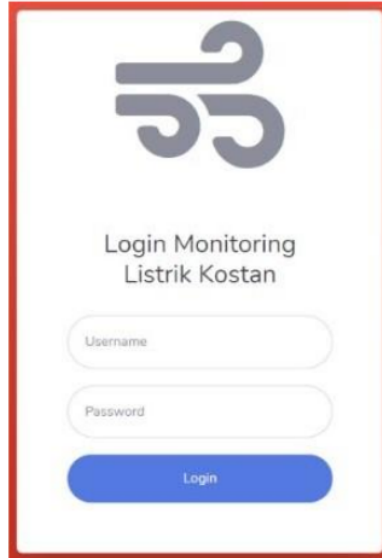 Login Monitoring
Listrik Kostan
Username
Password
Login